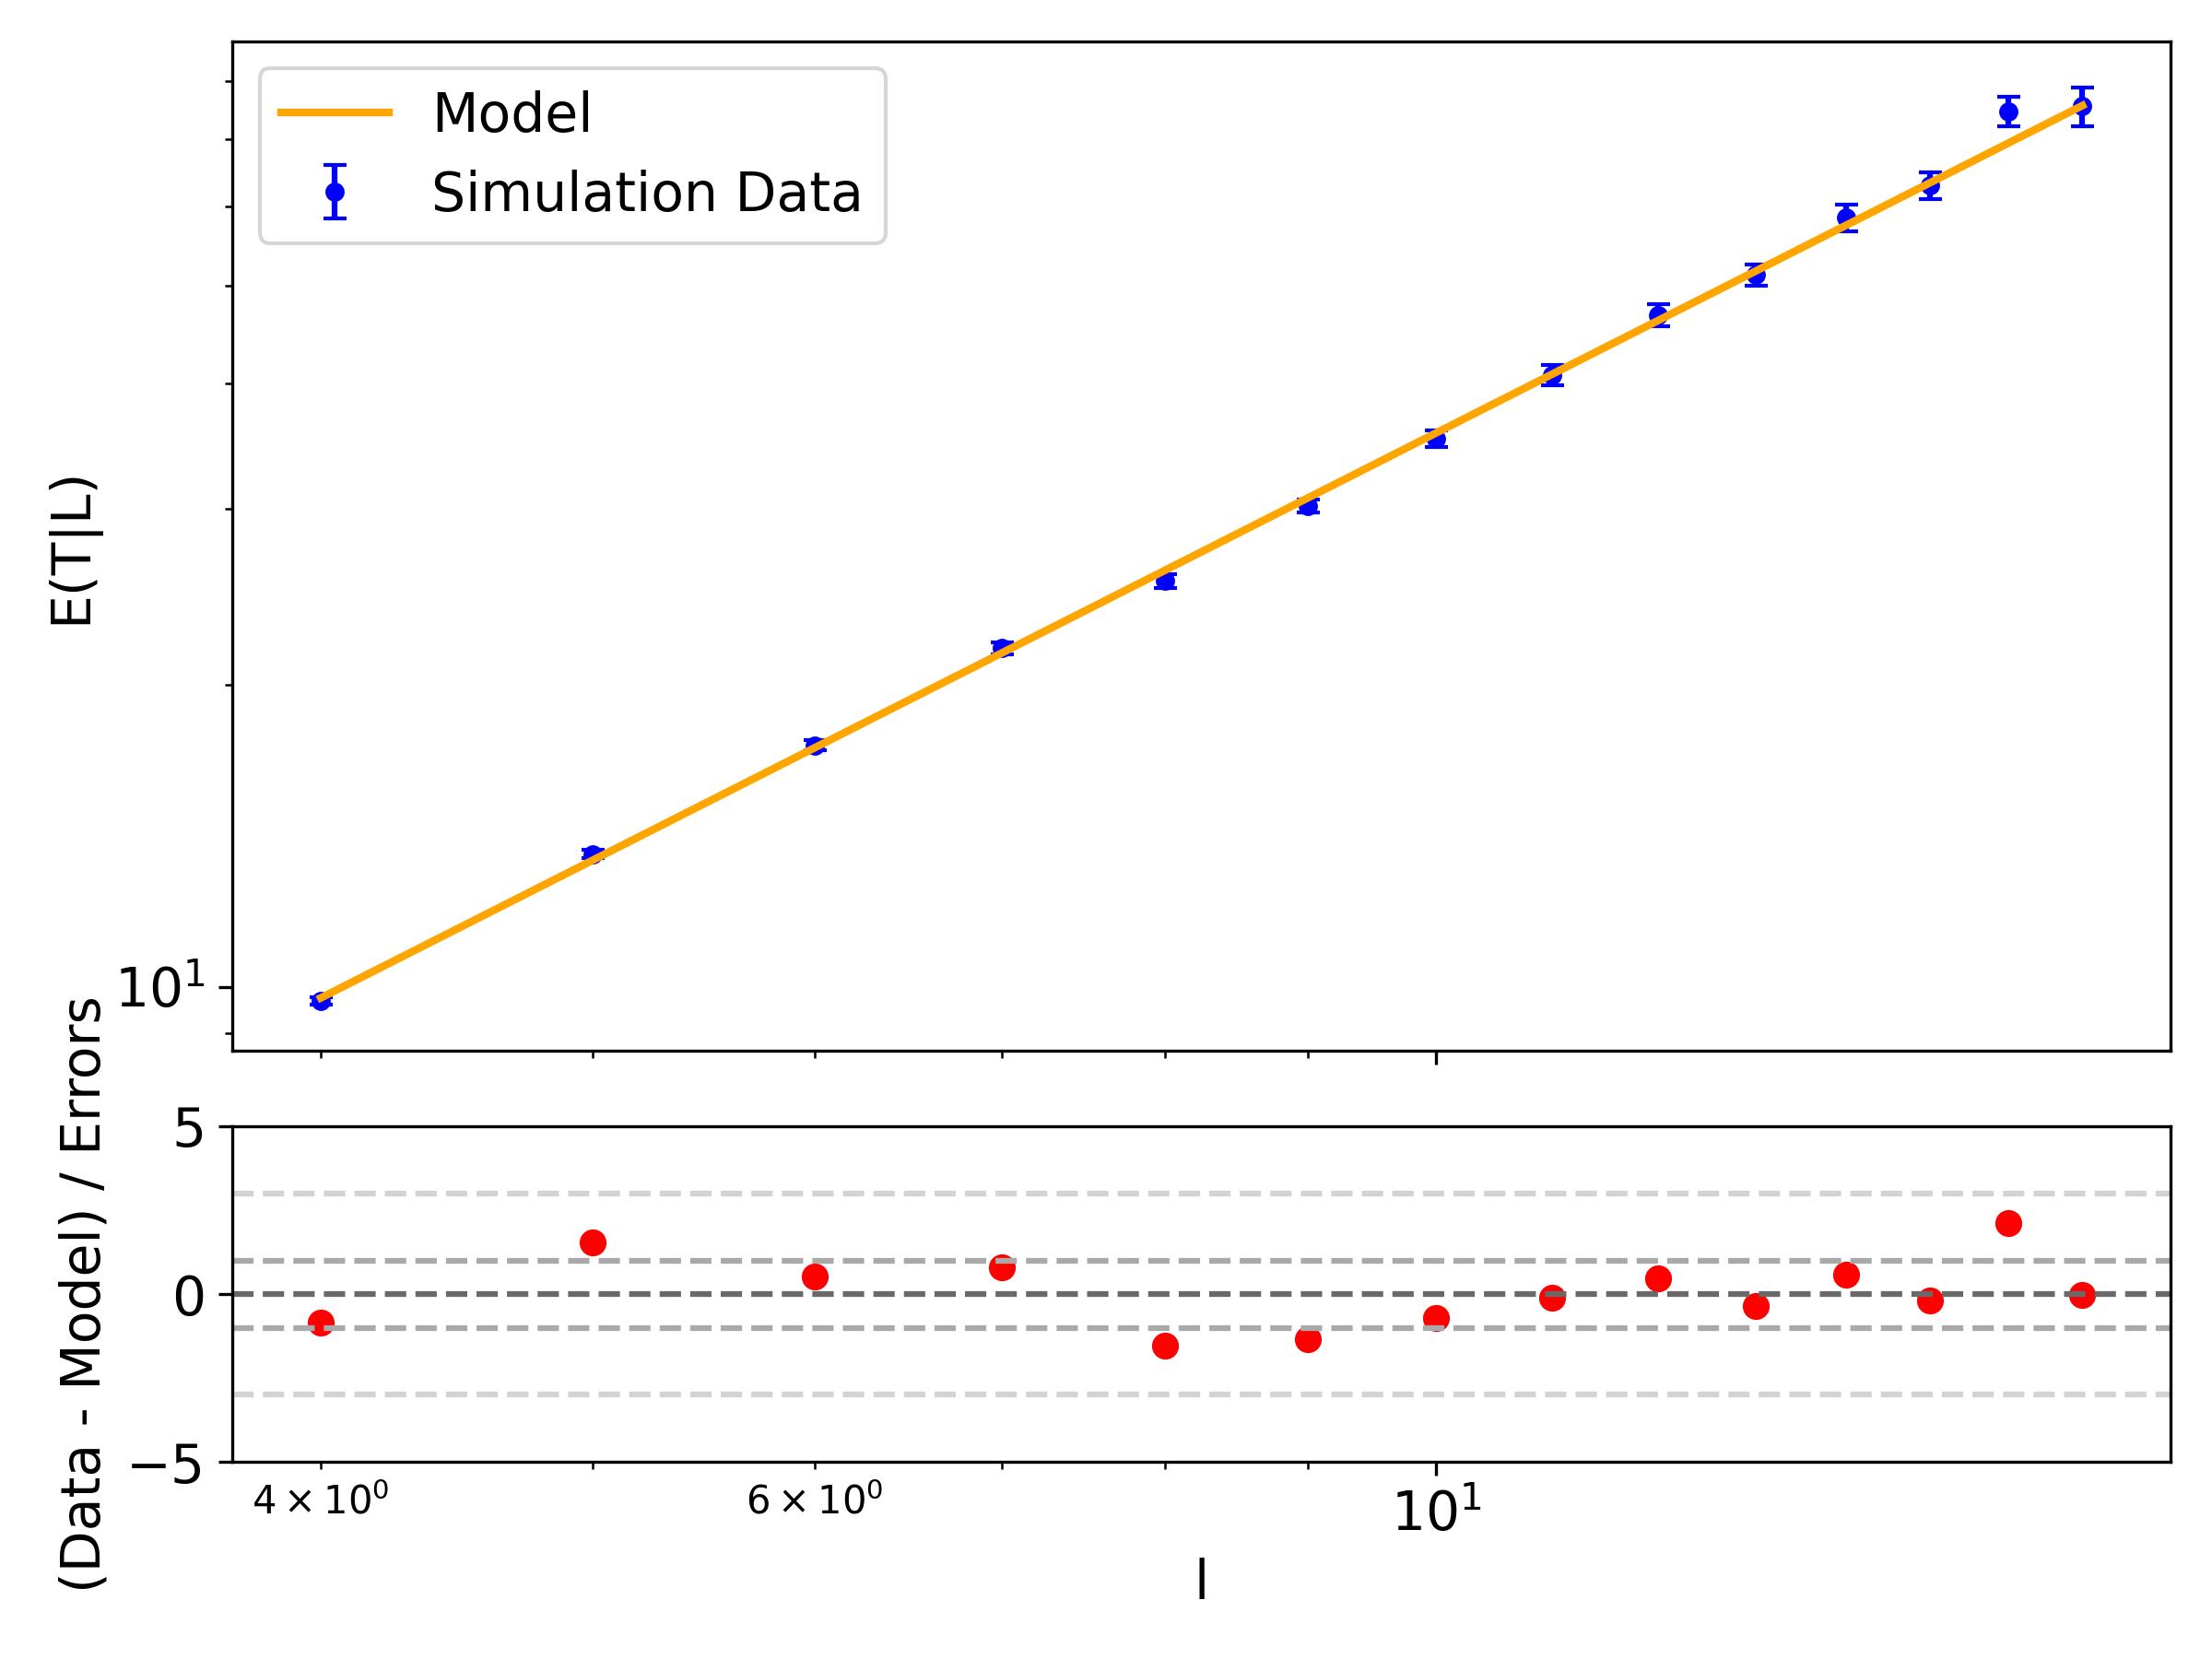 Model
Simulation Data
E(T|L)
10¹
(Data - Model) / Errors
5
0
−5
4 × 10⁰
6 × 10⁰
10¹
l